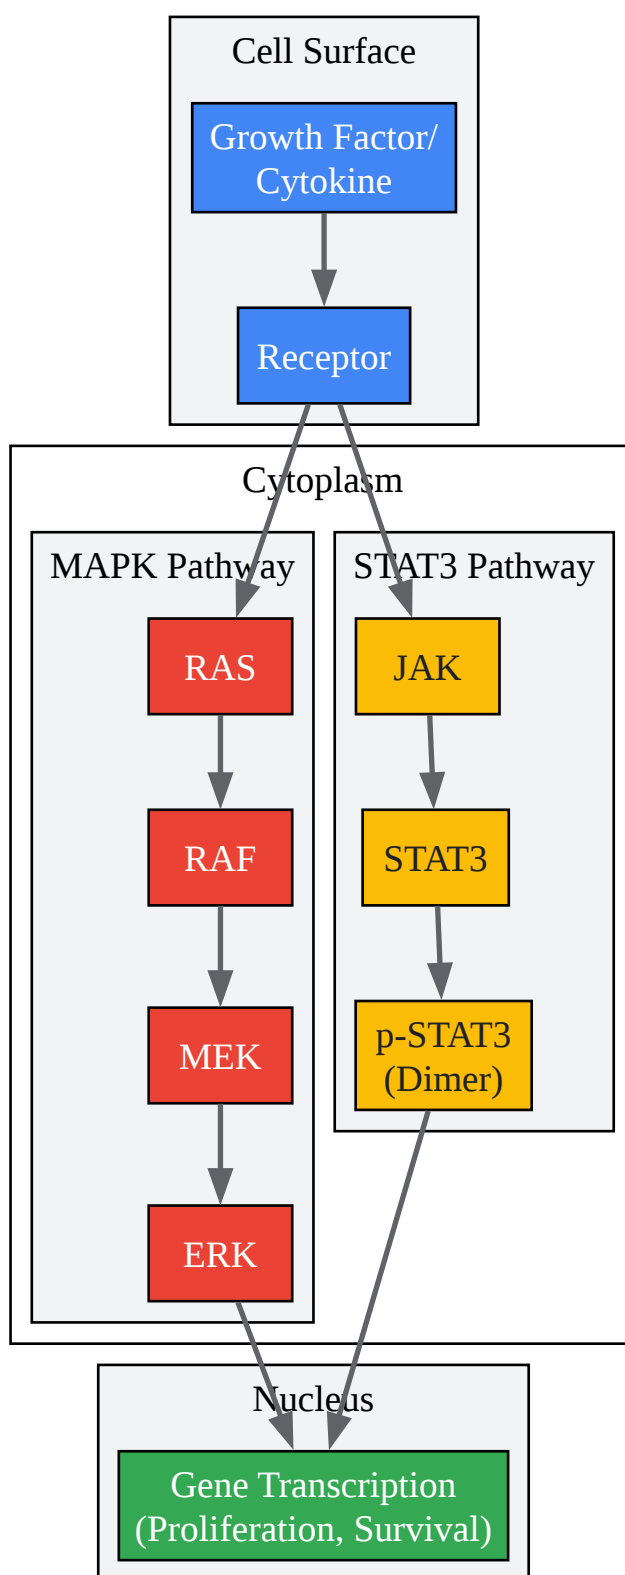 Cell Surface
Growth Factor/
Cytokine
Receptor
Cytoplasm
MAPK Pathway
RAS
RAF
MEK
ERK
STAT3 Pathway
JAK
STAT3
p-STAT3
(Dimer)
Nucleus
Gene Transcription
(Proliferation, Survival)